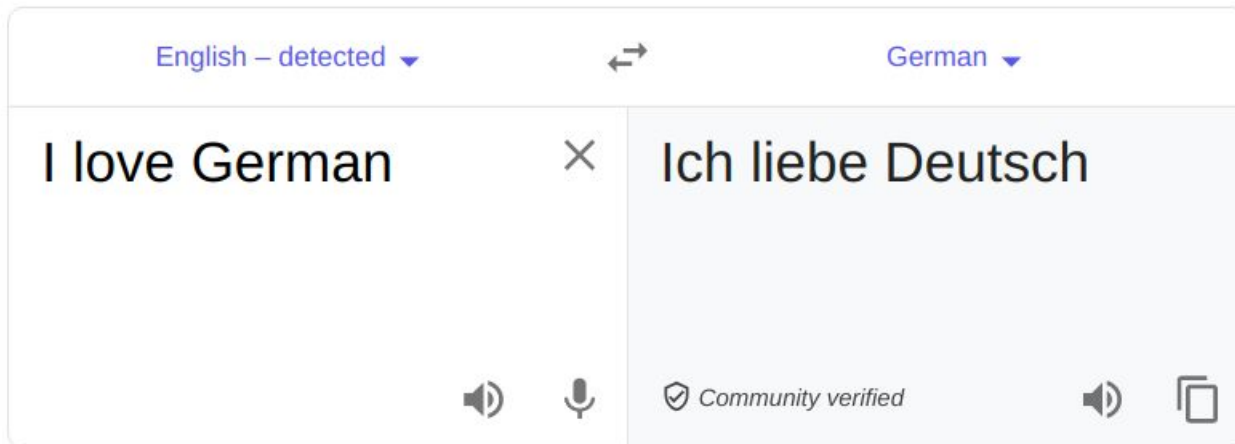 English – detected
German
I love German
Ich liebe Deutsch
Community verified